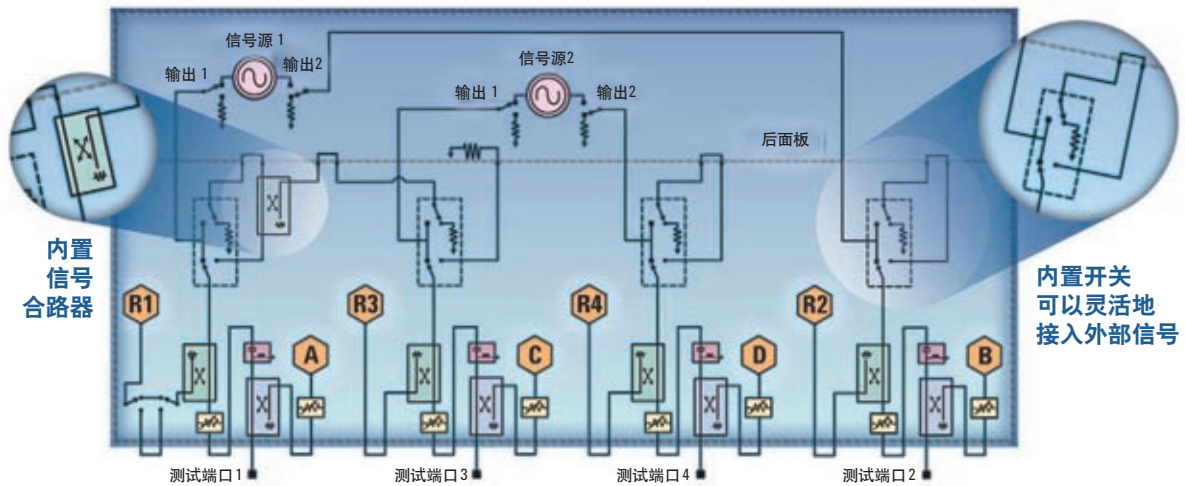 信号源 1
输出 1
输出2
信号源2
输出 1
输出2
后面板
内置
信号
合路器
内置开关
可以灵活地
接入外部信号
R1
R3
R4
R2
A
C
D
B
测试端口1
测试端口3
测试端口4
测试端口2